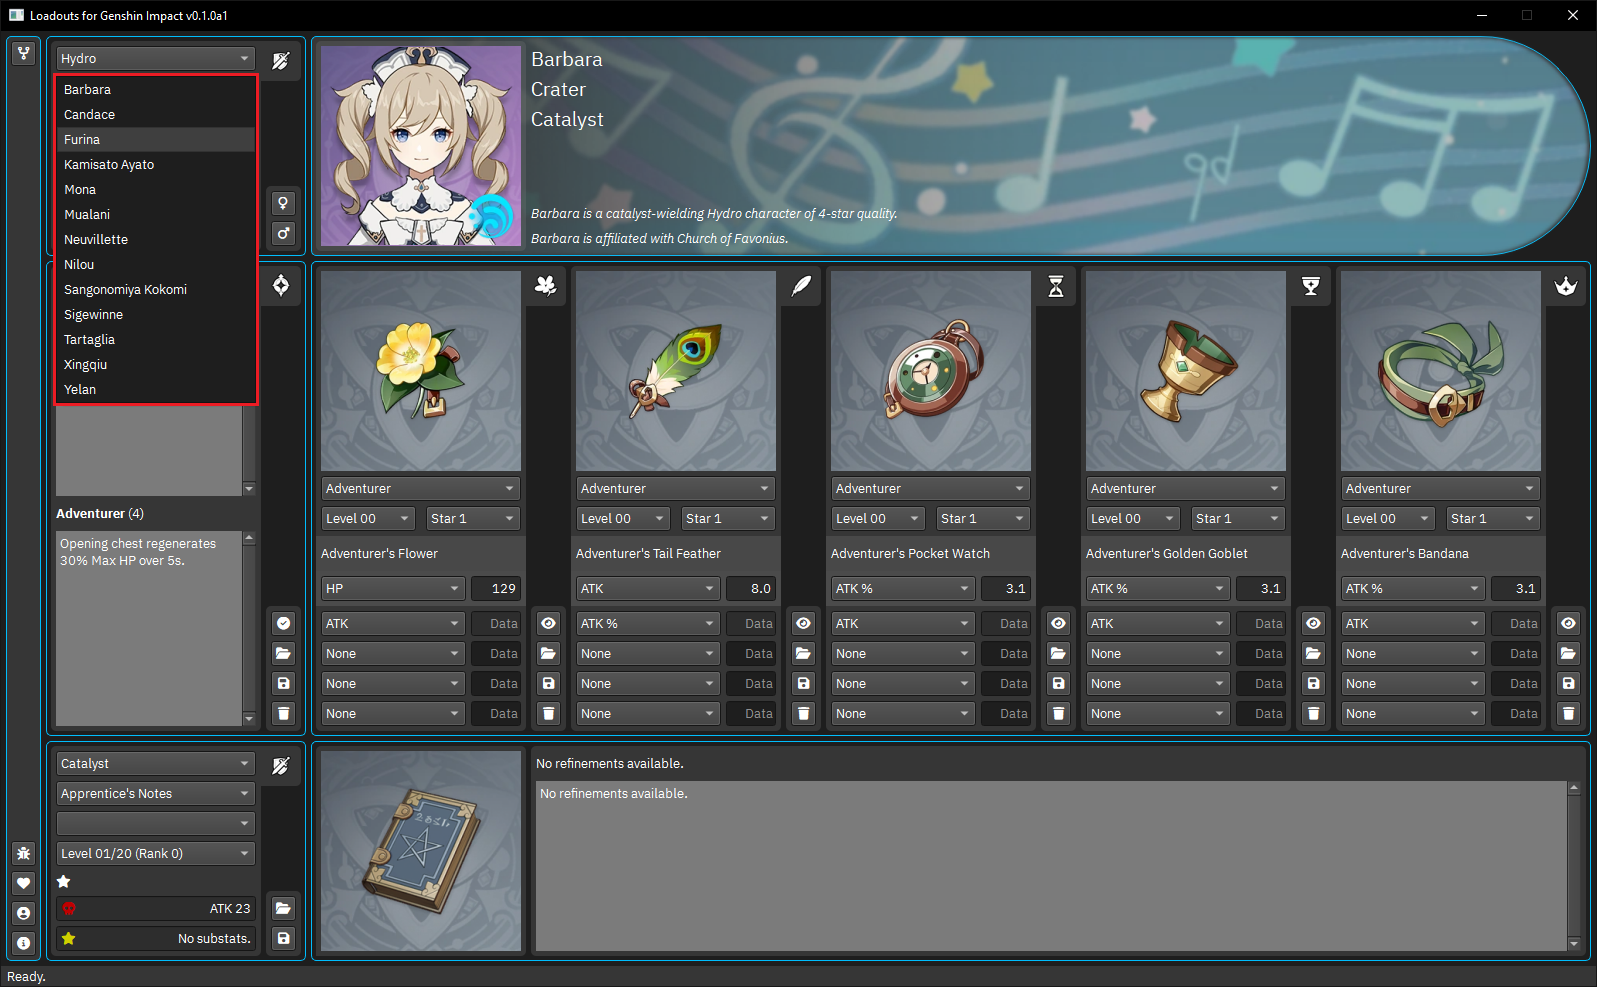 Loadouts for Genshin Impact v0.1.0a1
Hydro
Barbara
Candace
Furina
Kamisato Ayato
Mona
Mualani
Neuvillette
Nilou
Sangonomiya Kokomi
Sigewinne
Tartaglia
Xingqiu
Yelan
Barbara
Crater
Catalyst
Barbara is a catalyst-wielding Hydro character of 4-star quality.
Barbara is affiliated with Church of Favonius.
Adventurer (4)
Opening chest regenerates
30% Max HP over 5s.
Adventurer
Level 00 Star 1
Adventurer's Flower
HP 129
ATK Data
None Data
None Data
None Data
Adventurer
Level 00 Star 1
Adventurer's Tail Feather
ATK 8.0
ATK % Data
None Data
None Data
None Data
Adventurer
Level 00 Star 1
Adventurer's Pocket Watch
ATK % 3.1
ATK Data
None Data
None Data
None Data
Adventurer
Level 00 Star 1
Adventurer's Golden Goblet
ATK % 3.1
ATK Data
None Data
None Data
None Data
Adventurer
Level 00 Star 1
Adventurer's Bandana
ATK % 3.1
ATK Data
None Data
None Data
None Data
Catalyst
Apprentice's Notes
Level 01/20 (Rank 0)
ATK 23
No substats.
No refinements available.
No refinements available.
Ready.